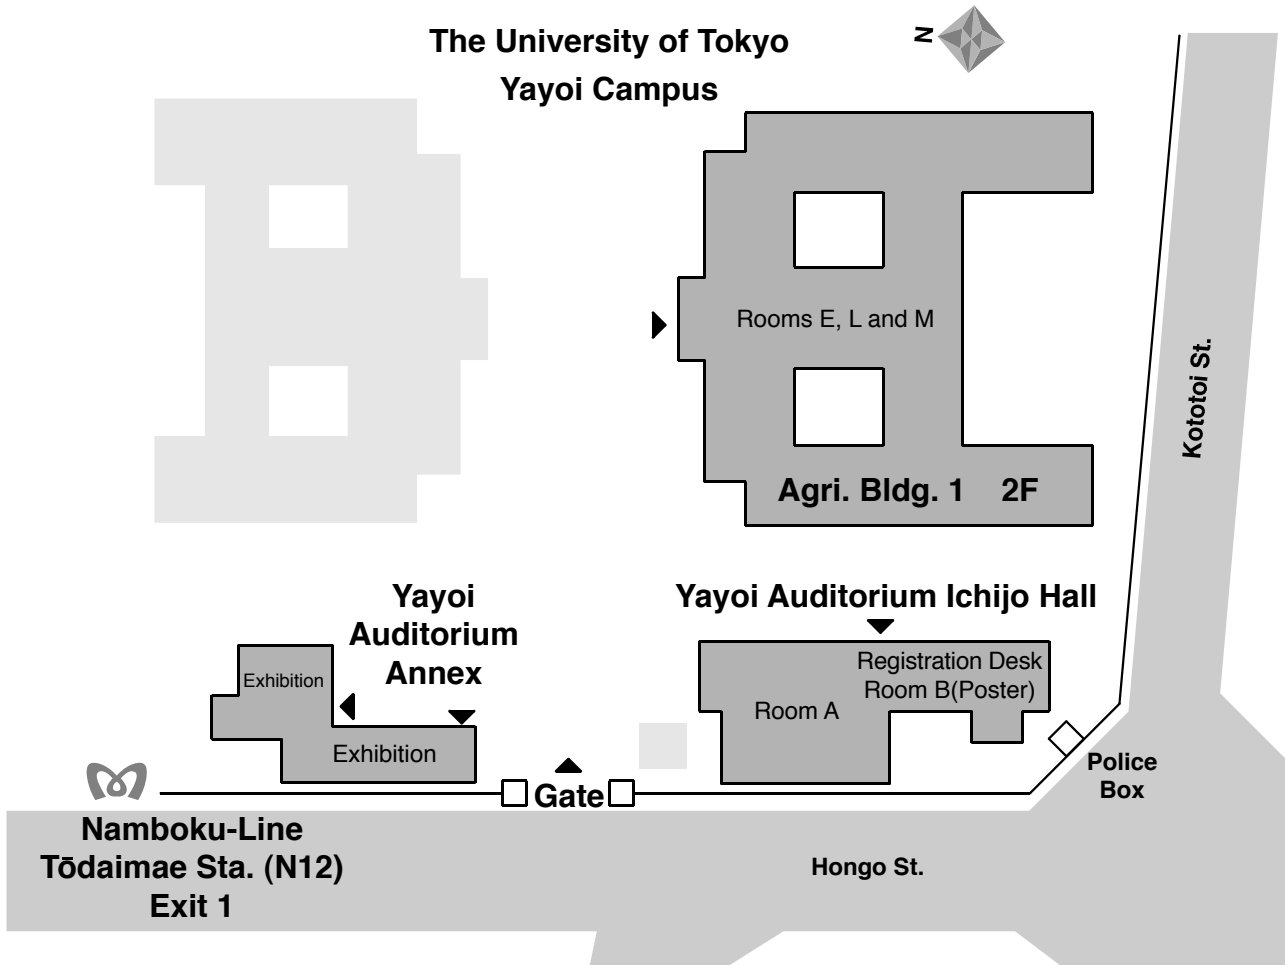 The University of Tokyo
Yayoi Campus
N
Rooms E, L and M
Kototoi St.
Agri. Bldg. 1 2F
Yayoi
Auditorium
Annex
Yayoi Auditorium Ichijo Hall
Exhibition
Exhibition
Registration Desk
Room B(Poster)
Room A
Police
Box
Gate
Namboku-Line
Tōdaimae Sta. (N12)
Exit 1
Hongo St.